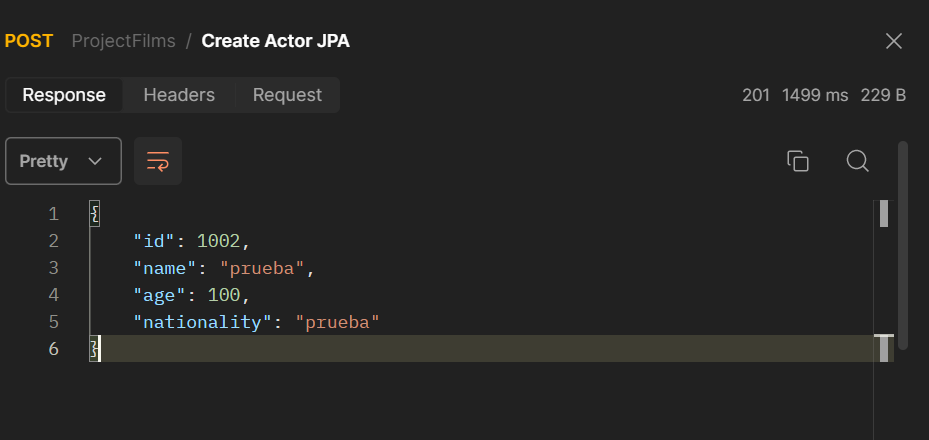 POST ProjectFilms / Create Actor JPA
Response Headers Request 201 1499 ms 229 B
Pretty
1 {
2 "id": 1002,
3 "name": "prueba",
4 "age": 100,
5 "nationality": "prueba"
6 }